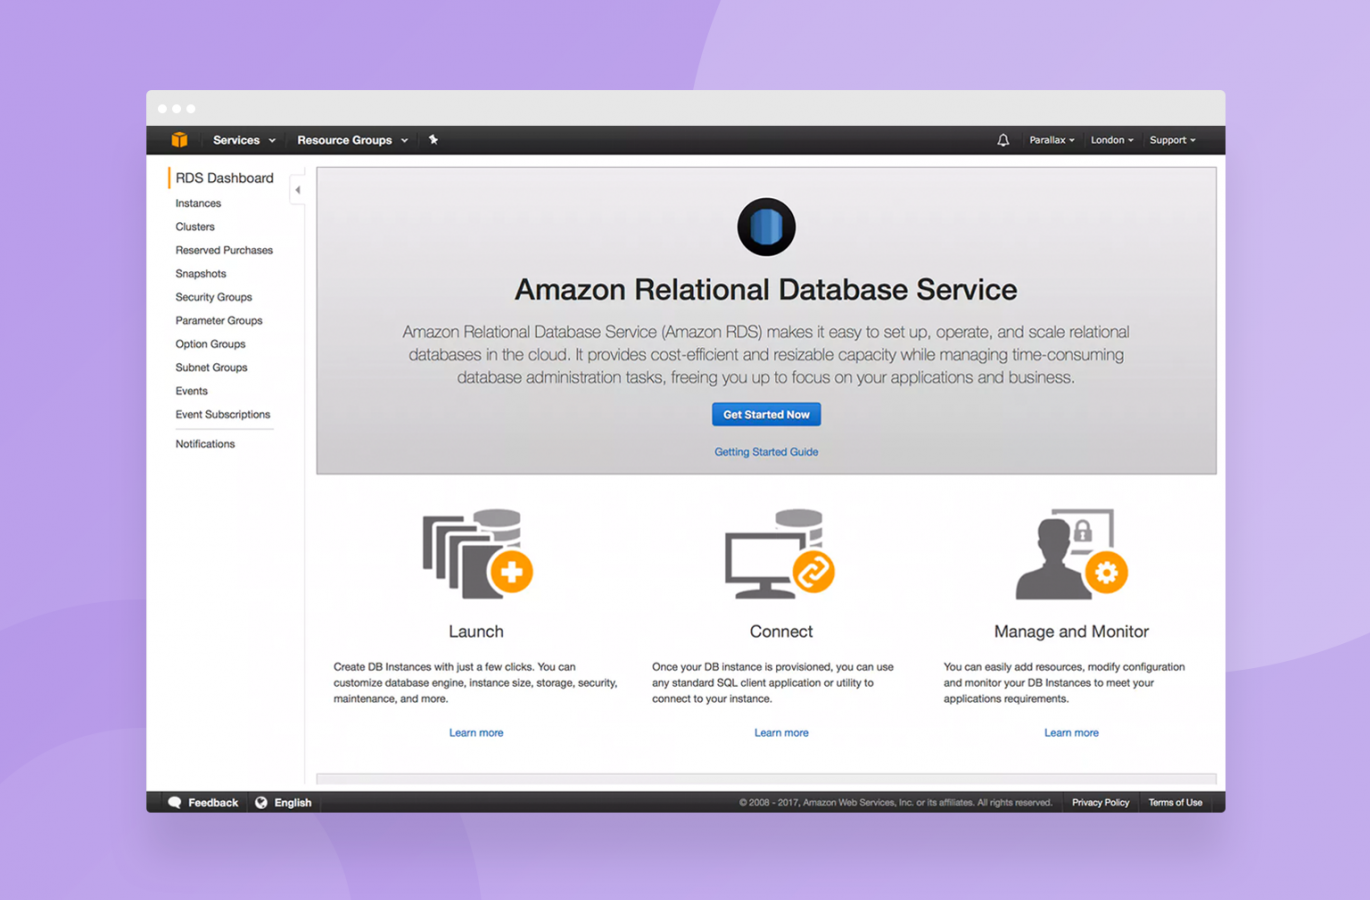 Services
Resource Groups
Parallax
London
Support
RDS Dashboard
Instances
Clusters
Reserved Purchases
Snapshots
Security Groups
Parameter Groups
Option Groups
Subnet Groups
Events
Event Subscriptions
Notifications
Amazon Relational Database Service
Amazon Relational Database Service (Amazon RDS) makes it easy to set up, operate, and scale relational
databases in the cloud. It provides cost-efficient and resizable capacity while managing time-consuming
database administration tasks, freeing you up to focus on your applications and business.
Get Started Now
Getting Started Guide
Launch
Create DB Instances with just a few clicks. You can
customize database engine, instance size, storage, security,
maintenance, and more.
Learn more
Connect
Once your DB instance is provisioned, you can use
any standard SQL client application or utility to
connect to your instance.
Learn more
Manage and Monitor
You can easily add resources, modify configuration
and monitor your DB Instances to meet your
applications requirements.
Learn more
Feedback
English
© 2008 - 2017, Amazon Web Services, Inc. or its affiliates. All rights reserved.
Privacy Policy
Terms of Use